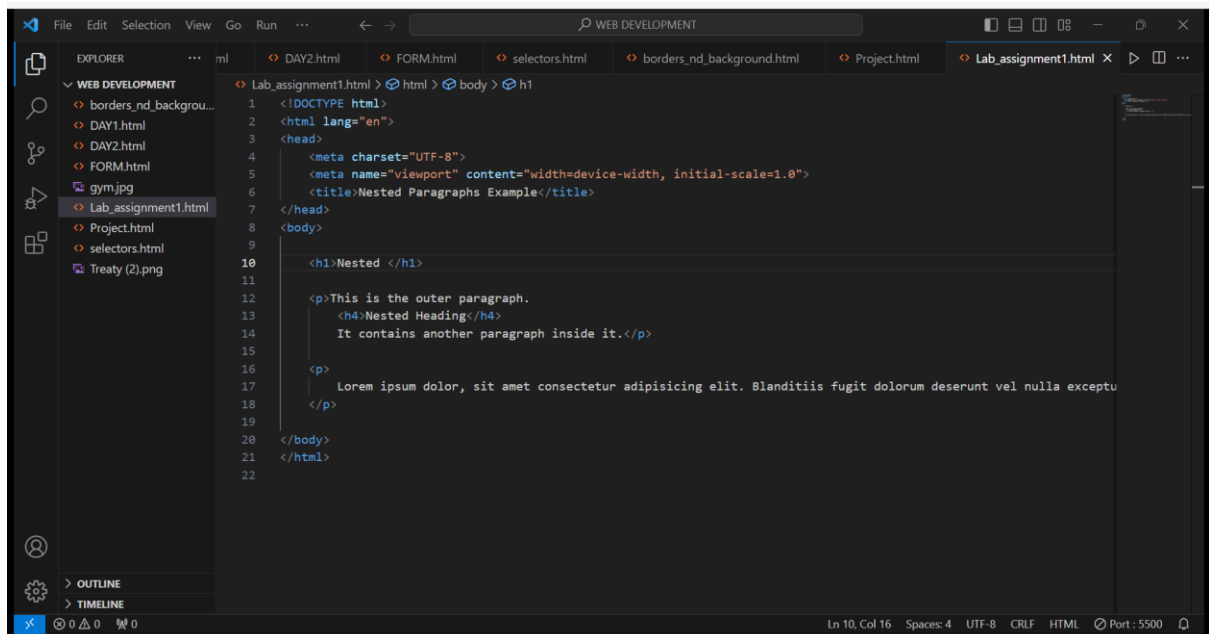 File Edit Selection View Go Run ··· WEB DEVELOPMENT
EXPLORER ··· ml DAY2.html FORM.html selectors.html borders_nd_background.html Project.html Lab_assignment1.html
WEB DEVELOPMENT
borders_nd_backgrou...
DAY1.html
DAY2.html
FORM.html
gym.jpg
Lab_assignment1.html
Project.html
selectors.html
Treaty (2).png
OUTLINE
TIMELINE
Lab_assignment1.html > html > body > h1
1 <!DOCTYPE html>
2 <html lang="en">
3 <head>
4 <meta charset="UTF-8">
5 <meta name="viewport" content="width=device-width, initial-scale=1.0">
6 <title>Nested Paragraphs Example</title>
7 </head>
8 <body>
9
10 <h1>Nested </h1>
11
12 <p>This is the outer paragraph.
13 <h4>Nested Heading</h4>
14 It contains another paragraph inside it.</p>
15
16 <p>
17 Lorem ipsum dolor, sit amet consectetur adipisicing elit. Blanditiis fugit dolorum deserunt vel nulla exceptu
18 </p>
19
20 </body>
21 </html>
22
0 0 0 Ln 10, Col 16 Spaces: 4 UTF-8 CRLF HTML Port : 5500